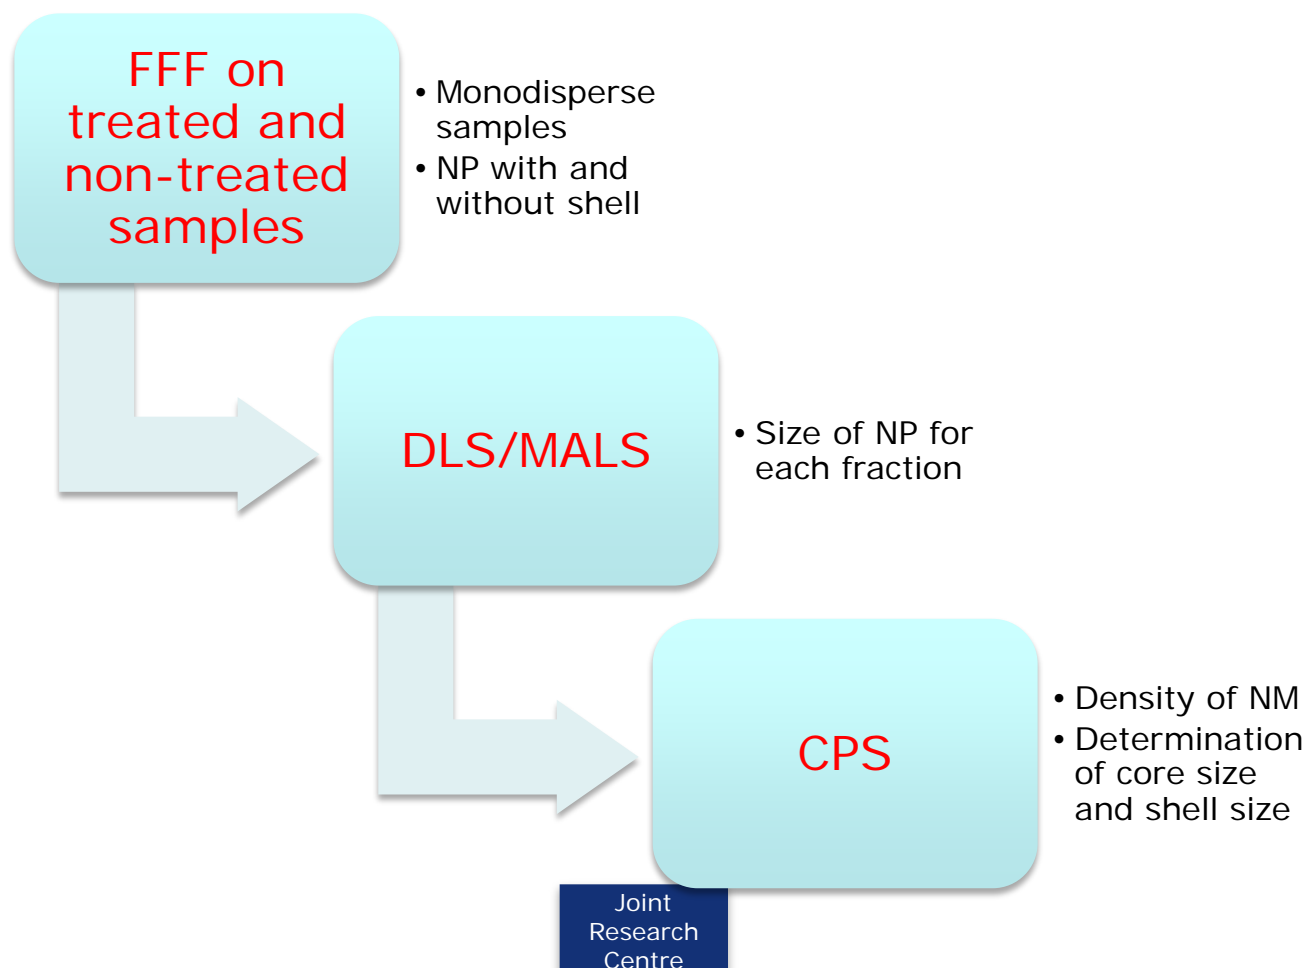 FFF on
treated and
non-treated
samples
• Monodisperse
samples
• NP with and
without shell
DLS/MALS
• Size of NP for
each fraction
CPS
• Density of NM
• Determination
of core size
and shell size
Joint
Research
Centre